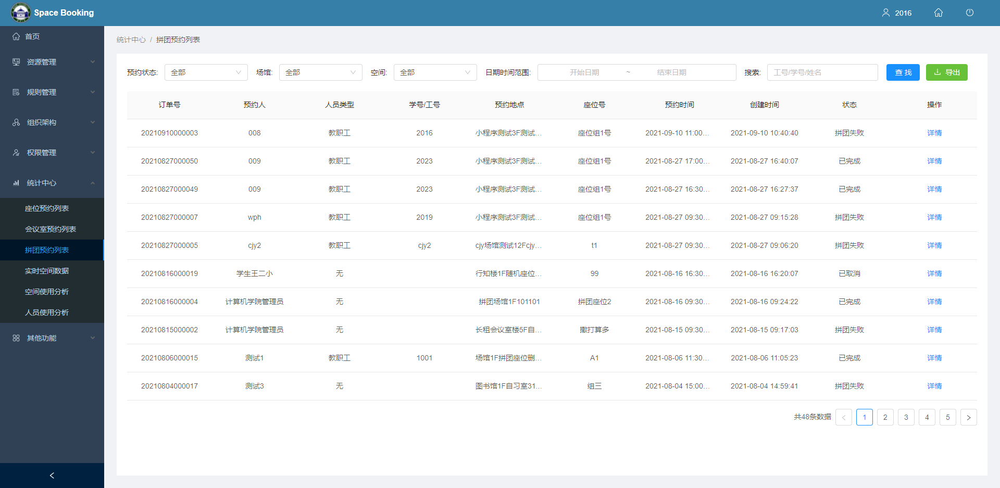 Space Booking
2016
首页
资源管理
规则管理
组织架构
权限管理
统计中心
座位预约列表
会议室预约列表
拼团预约列表
实时空间数据
空间使用分析
人员使用分析
其他功能
统计中心 / 拼团预约列表
预约状态: 全部 场馆: 全部 空间: 全部 日期时间范围: 开始日期 ~ 结束日期 搜索: 工号/学号/姓名 查 找 导出
订单号 预约人 人员类型 学号/工号 预约地点 座位号 预约时间 创建时间 状态 操作
20210910000003 008 教职工 2016 小程序测试3F测试... 座位组1号 2021-09-10 11:00... 2021-09-10 10:40:40 拼团失败 详情
20210827000050 009 教职工 2023 小程序测试3F测试... 座位组1号 2021-08-27 17:00... 2021-08-27 16:40:07 已完成 详情
20210827000049 009 教职工 2023 小程序测试3F测试... 座位组1号 2021-08-27 16:30... 2021-08-27 16:27:37 已完成 详情
20210827000007 wph 教职工 2019 小程序测试3F测试... 座位组1号 2021-08-27 09:30... 2021-08-27 09:15:28 拼团失败 详情
20210827000005 cjy2 教职工 cjy2 cjy场馆测试12Fcjy... t1 2021-08-27 09:30... 2021-08-27 09:06:20 拼团失败 详情
20210816000019 学生王二小 无 行知楼1F随机座位... 99 2021-08-16 16:30... 2021-08-16 16:20:07 已取消 详情
20210816000004 计算机学院管理员 无 拼团场馆1F101101 拼团座位2 2021-08-16 09:30... 2021-08-16 09:24:22 已完成 详情
20210815000002 计算机学院管理员 无 长租会议室楼5F自... 撒打算多 2021-08-15 09:30... 2021-08-15 09:17:03 拼团失败 详情
20210806000015 测试1 教职工 1001 场馆1F拼团座位删... A1 2021-08-06 11:30... 2021-08-06 11:05:23 已完成 详情
20210804000017 测试3 无 图书馆1F自习室31... 组三 2021-08-04 15:00... 2021-08-04 14:59:41 拼团失败 详情
共48条数据 < 1 2 3 4 5 >